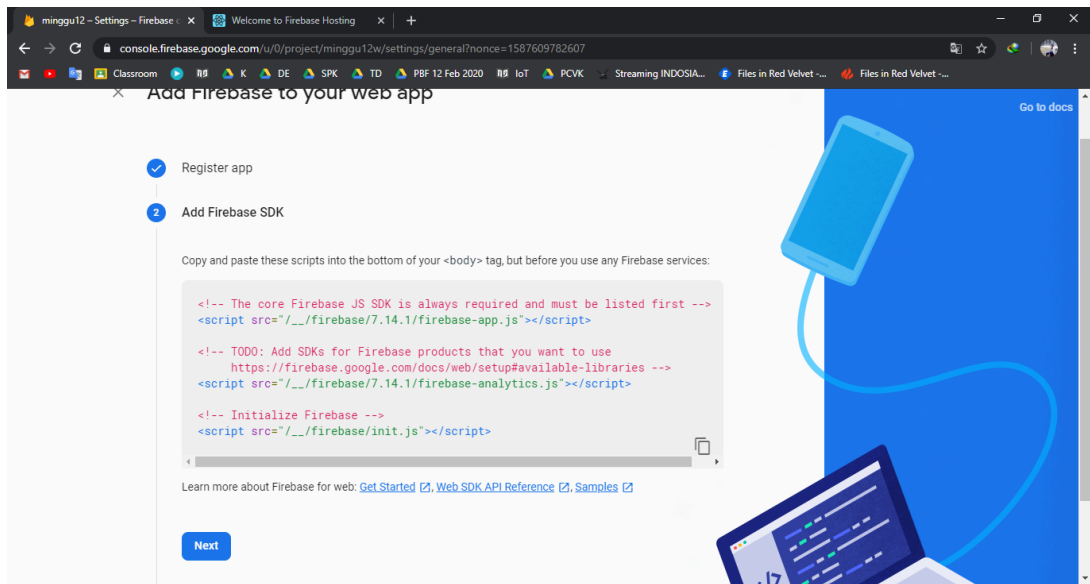 minggu12 – Settings – Firebase c
Welcome to Firebase Hosting
console.firebase.google.com/u/0/project/minggu12w/settings/general?nonce=1587609782607
Classroom
K
DE
SPK
TD
PBF 12 Feb 2020
IoT
PCVK
Streaming INDOSIA...
Files in Red Velvet -...
Files in Red Velvet -...
Add Firebase to your web app
Go to docs
Register app
2
Add Firebase SDK
Copy and paste these scripts into the bottom of your <body> tag, but before you use any Firebase services:
<!-- The core Firebase JS SDK is always required and must be listed first -->
<script src="/__/firebase/7.14.1/firebase-app.js"></script>
<!-- TODO: Add SDKs for Firebase products that you want to use
https://firebase.google.com/docs/web/setup#available-libraries -->
<script src="/__/firebase/7.14.1/firebase-analytics.js"></script>
<!-- Initialize Firebase -->
<script src="/__/firebase/init.js"></script>
Learn more about Firebase for web: Get Started, Web SDK API Reference, Samples
Next